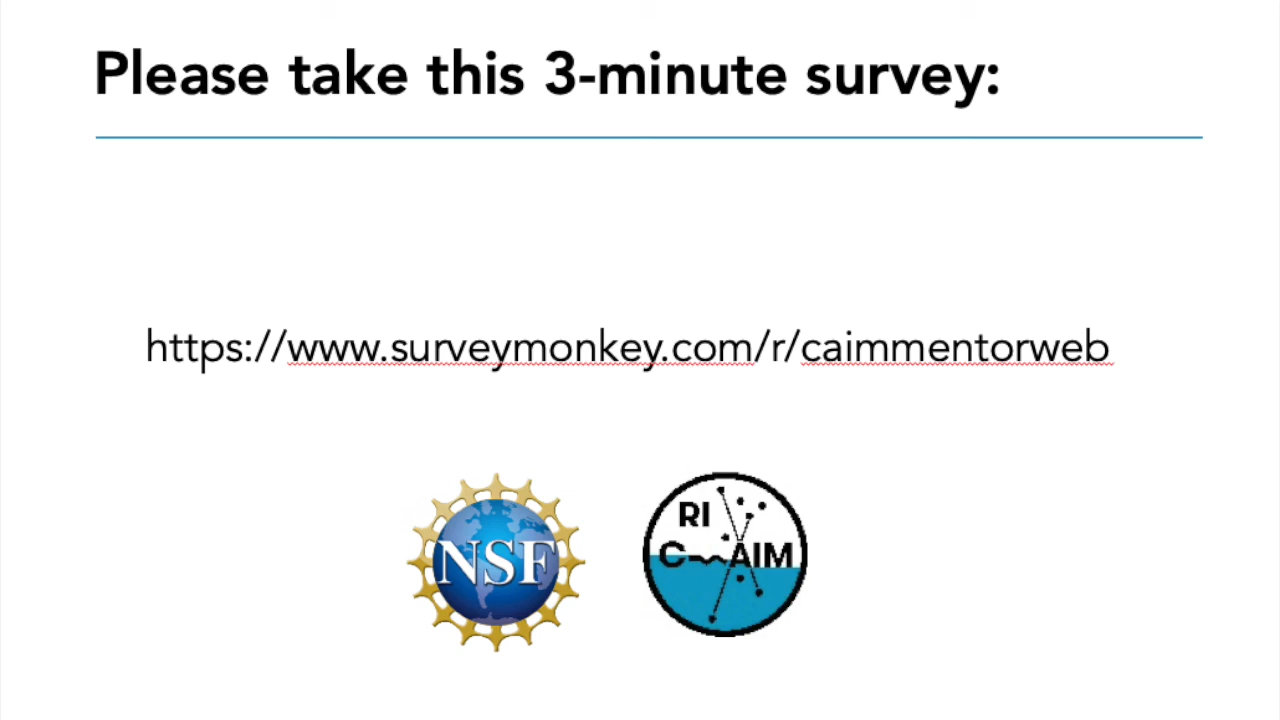 Please take this 3-minute survey:
https://www.surveymonkey.com/r/caimmentorweb
NSF
RI
C AIM